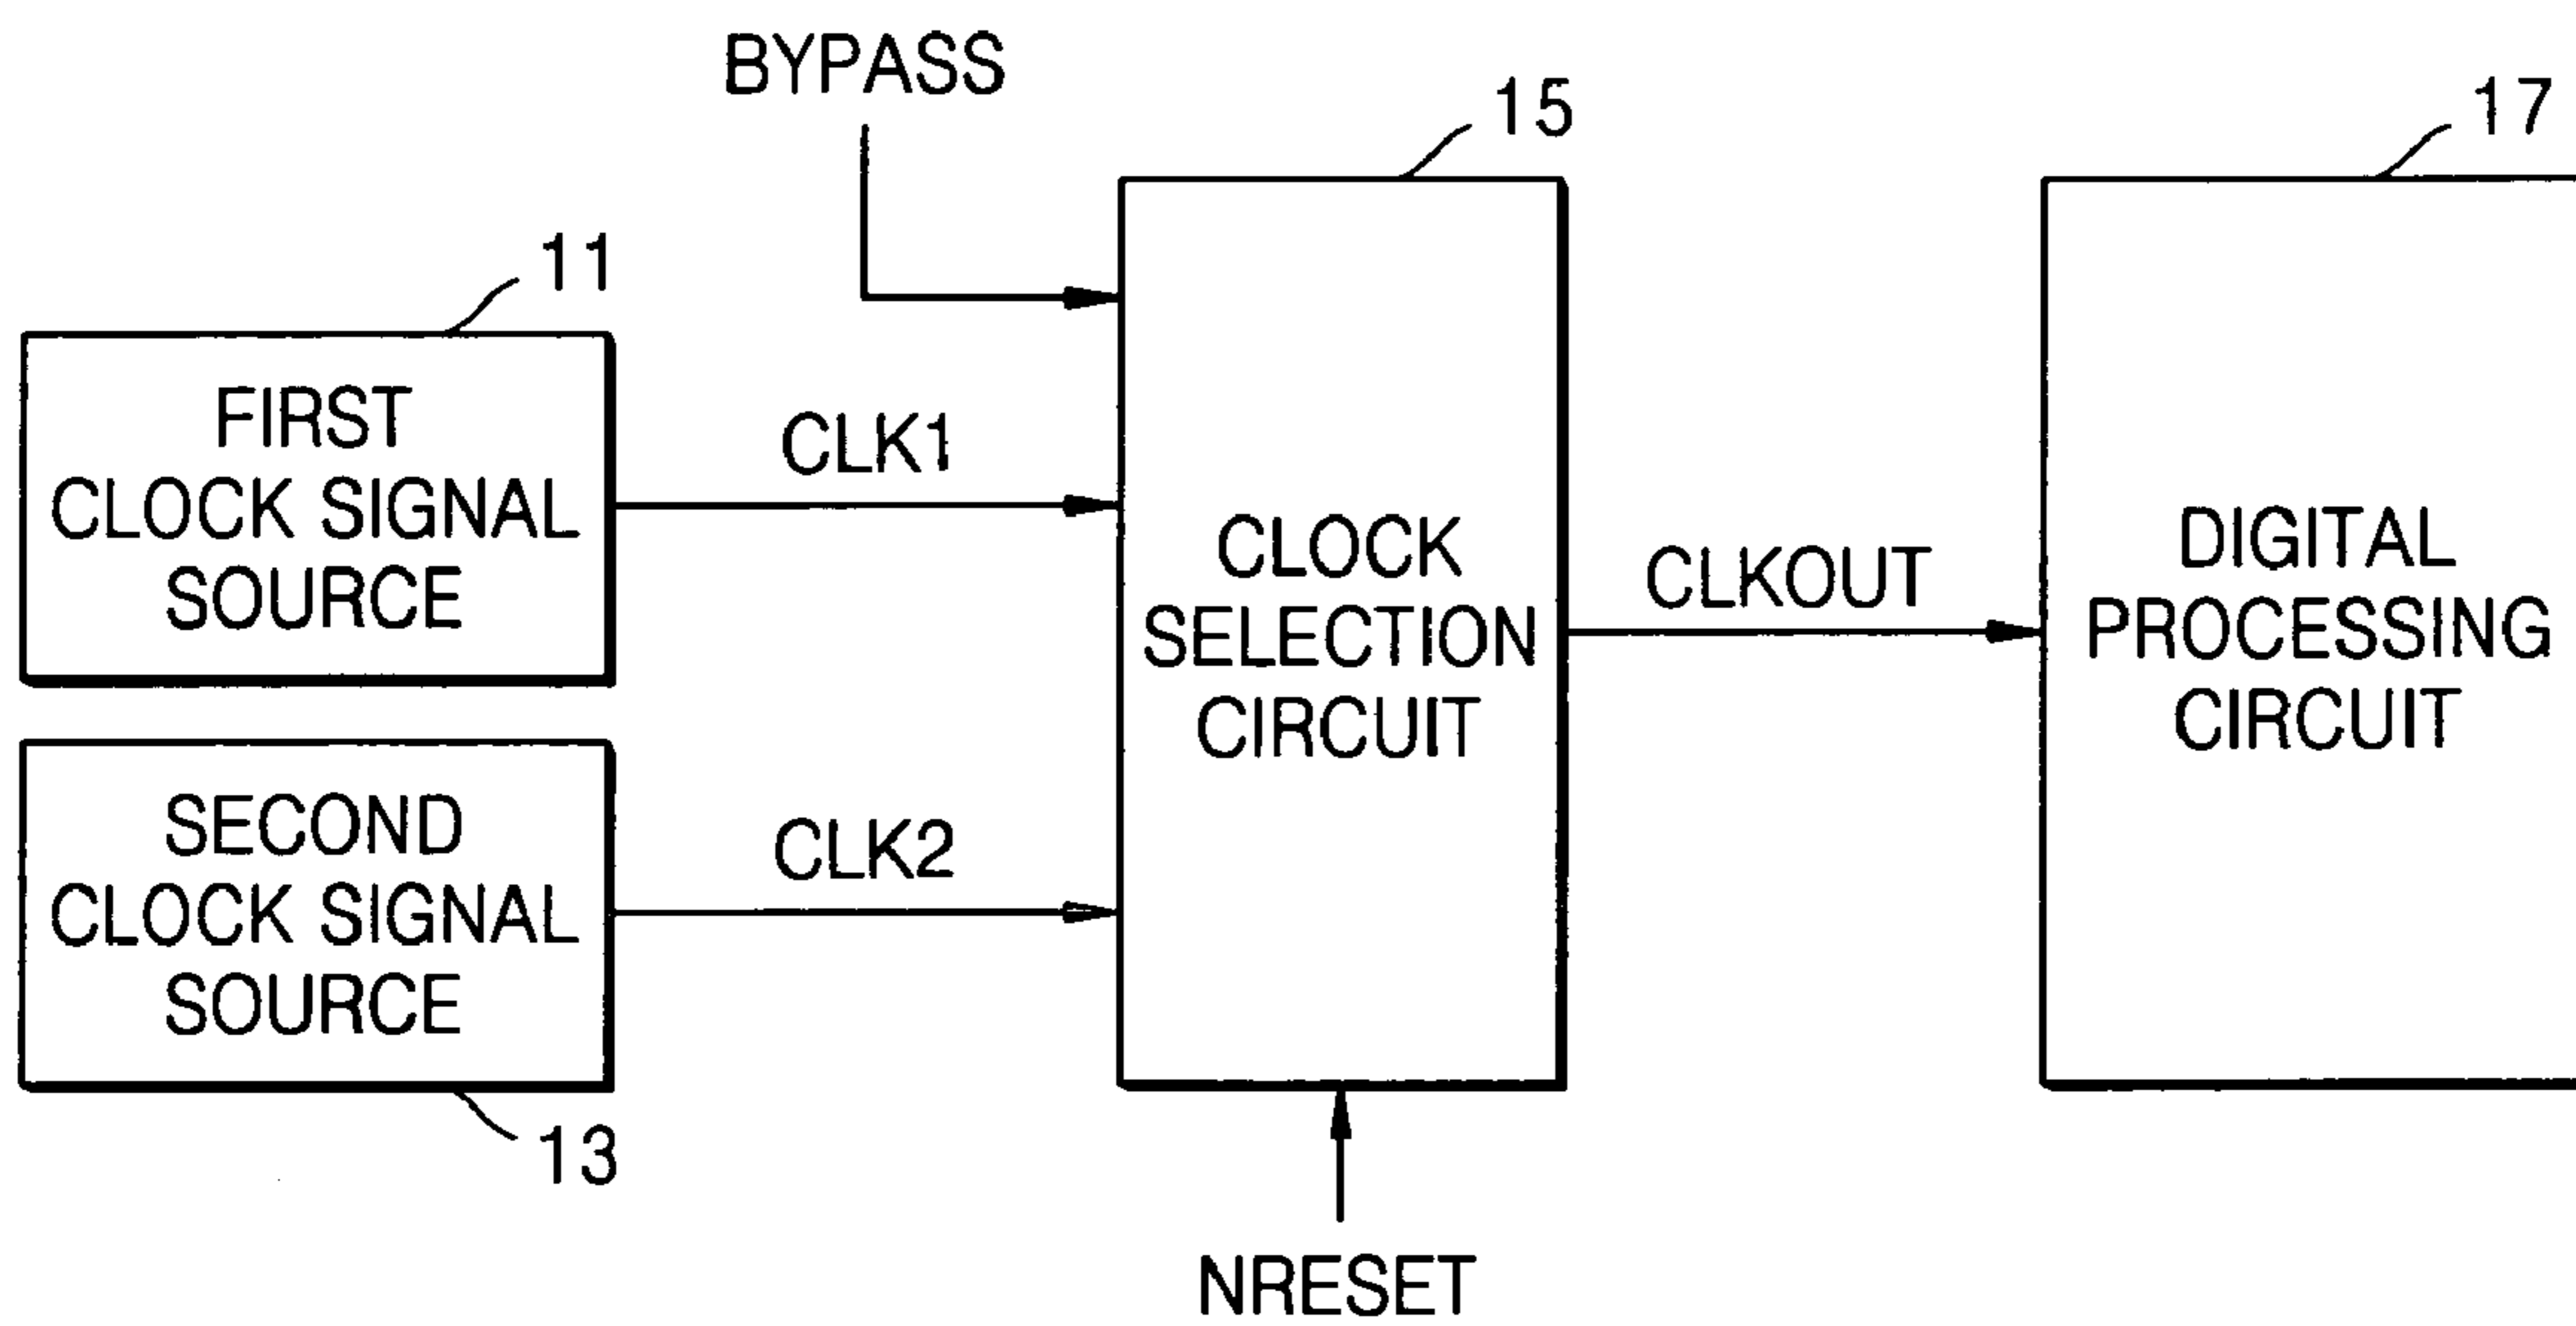 BYPASS
15
17
11
FIRST
CLOCK SIGNAL
SOURCE
CLK1
CLOCK
SELECTION
CIRCUIT
CLKOUT
DIGITAL
PROCESSING
CIRCUIT
SECOND
CLOCK SIGNAL
SOURCE
CLK2
13
NRESET